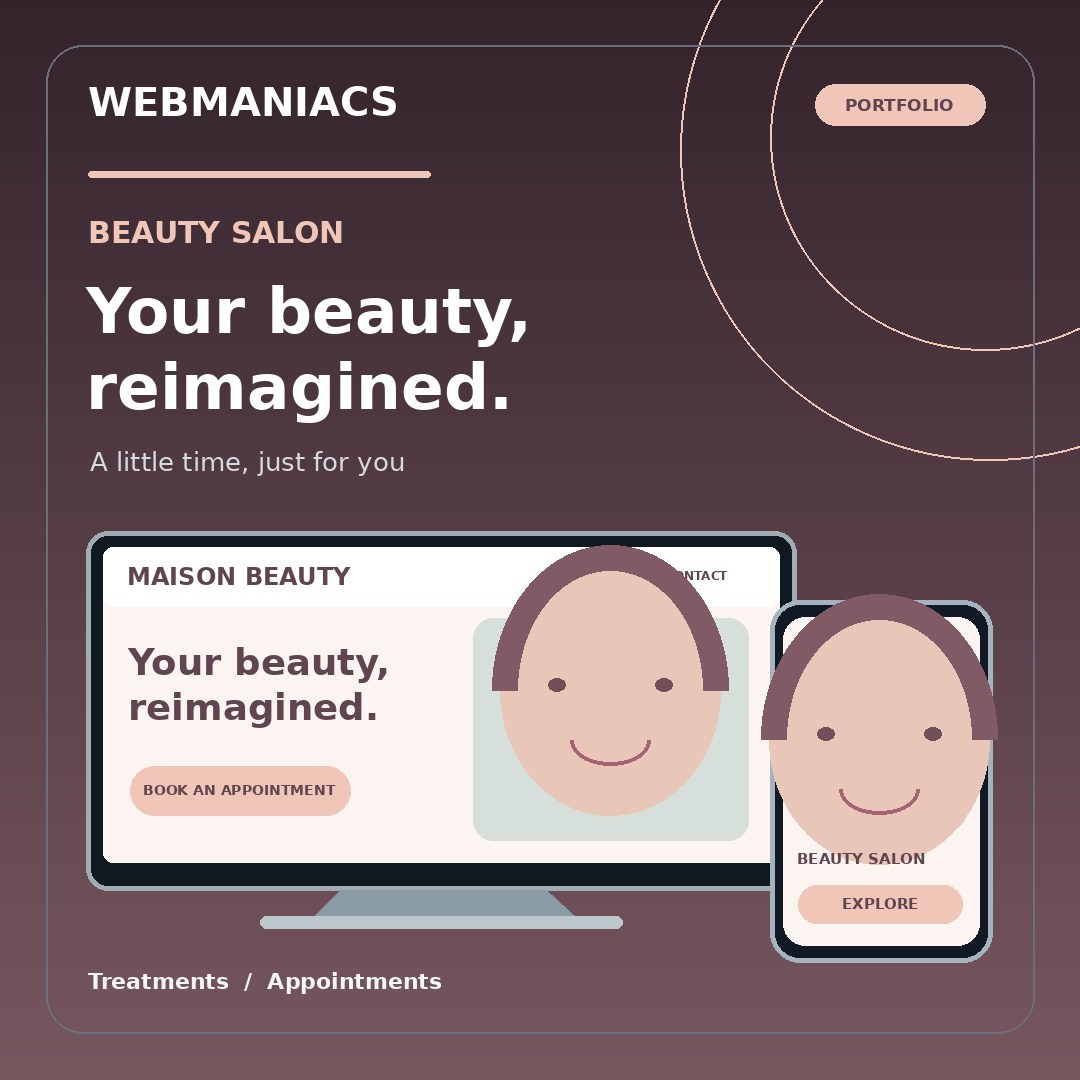 WEBMANIACS
PORTFOLIO
BEAUTY SALON
Your beauty,
reimagined.
A little time, just for you
MAISON BEAUTY
Your beauty,
reimagined.
BOOK AN APPOINTMENT
BEAUTY SALON
EXPLORE
Treatments / Appointments